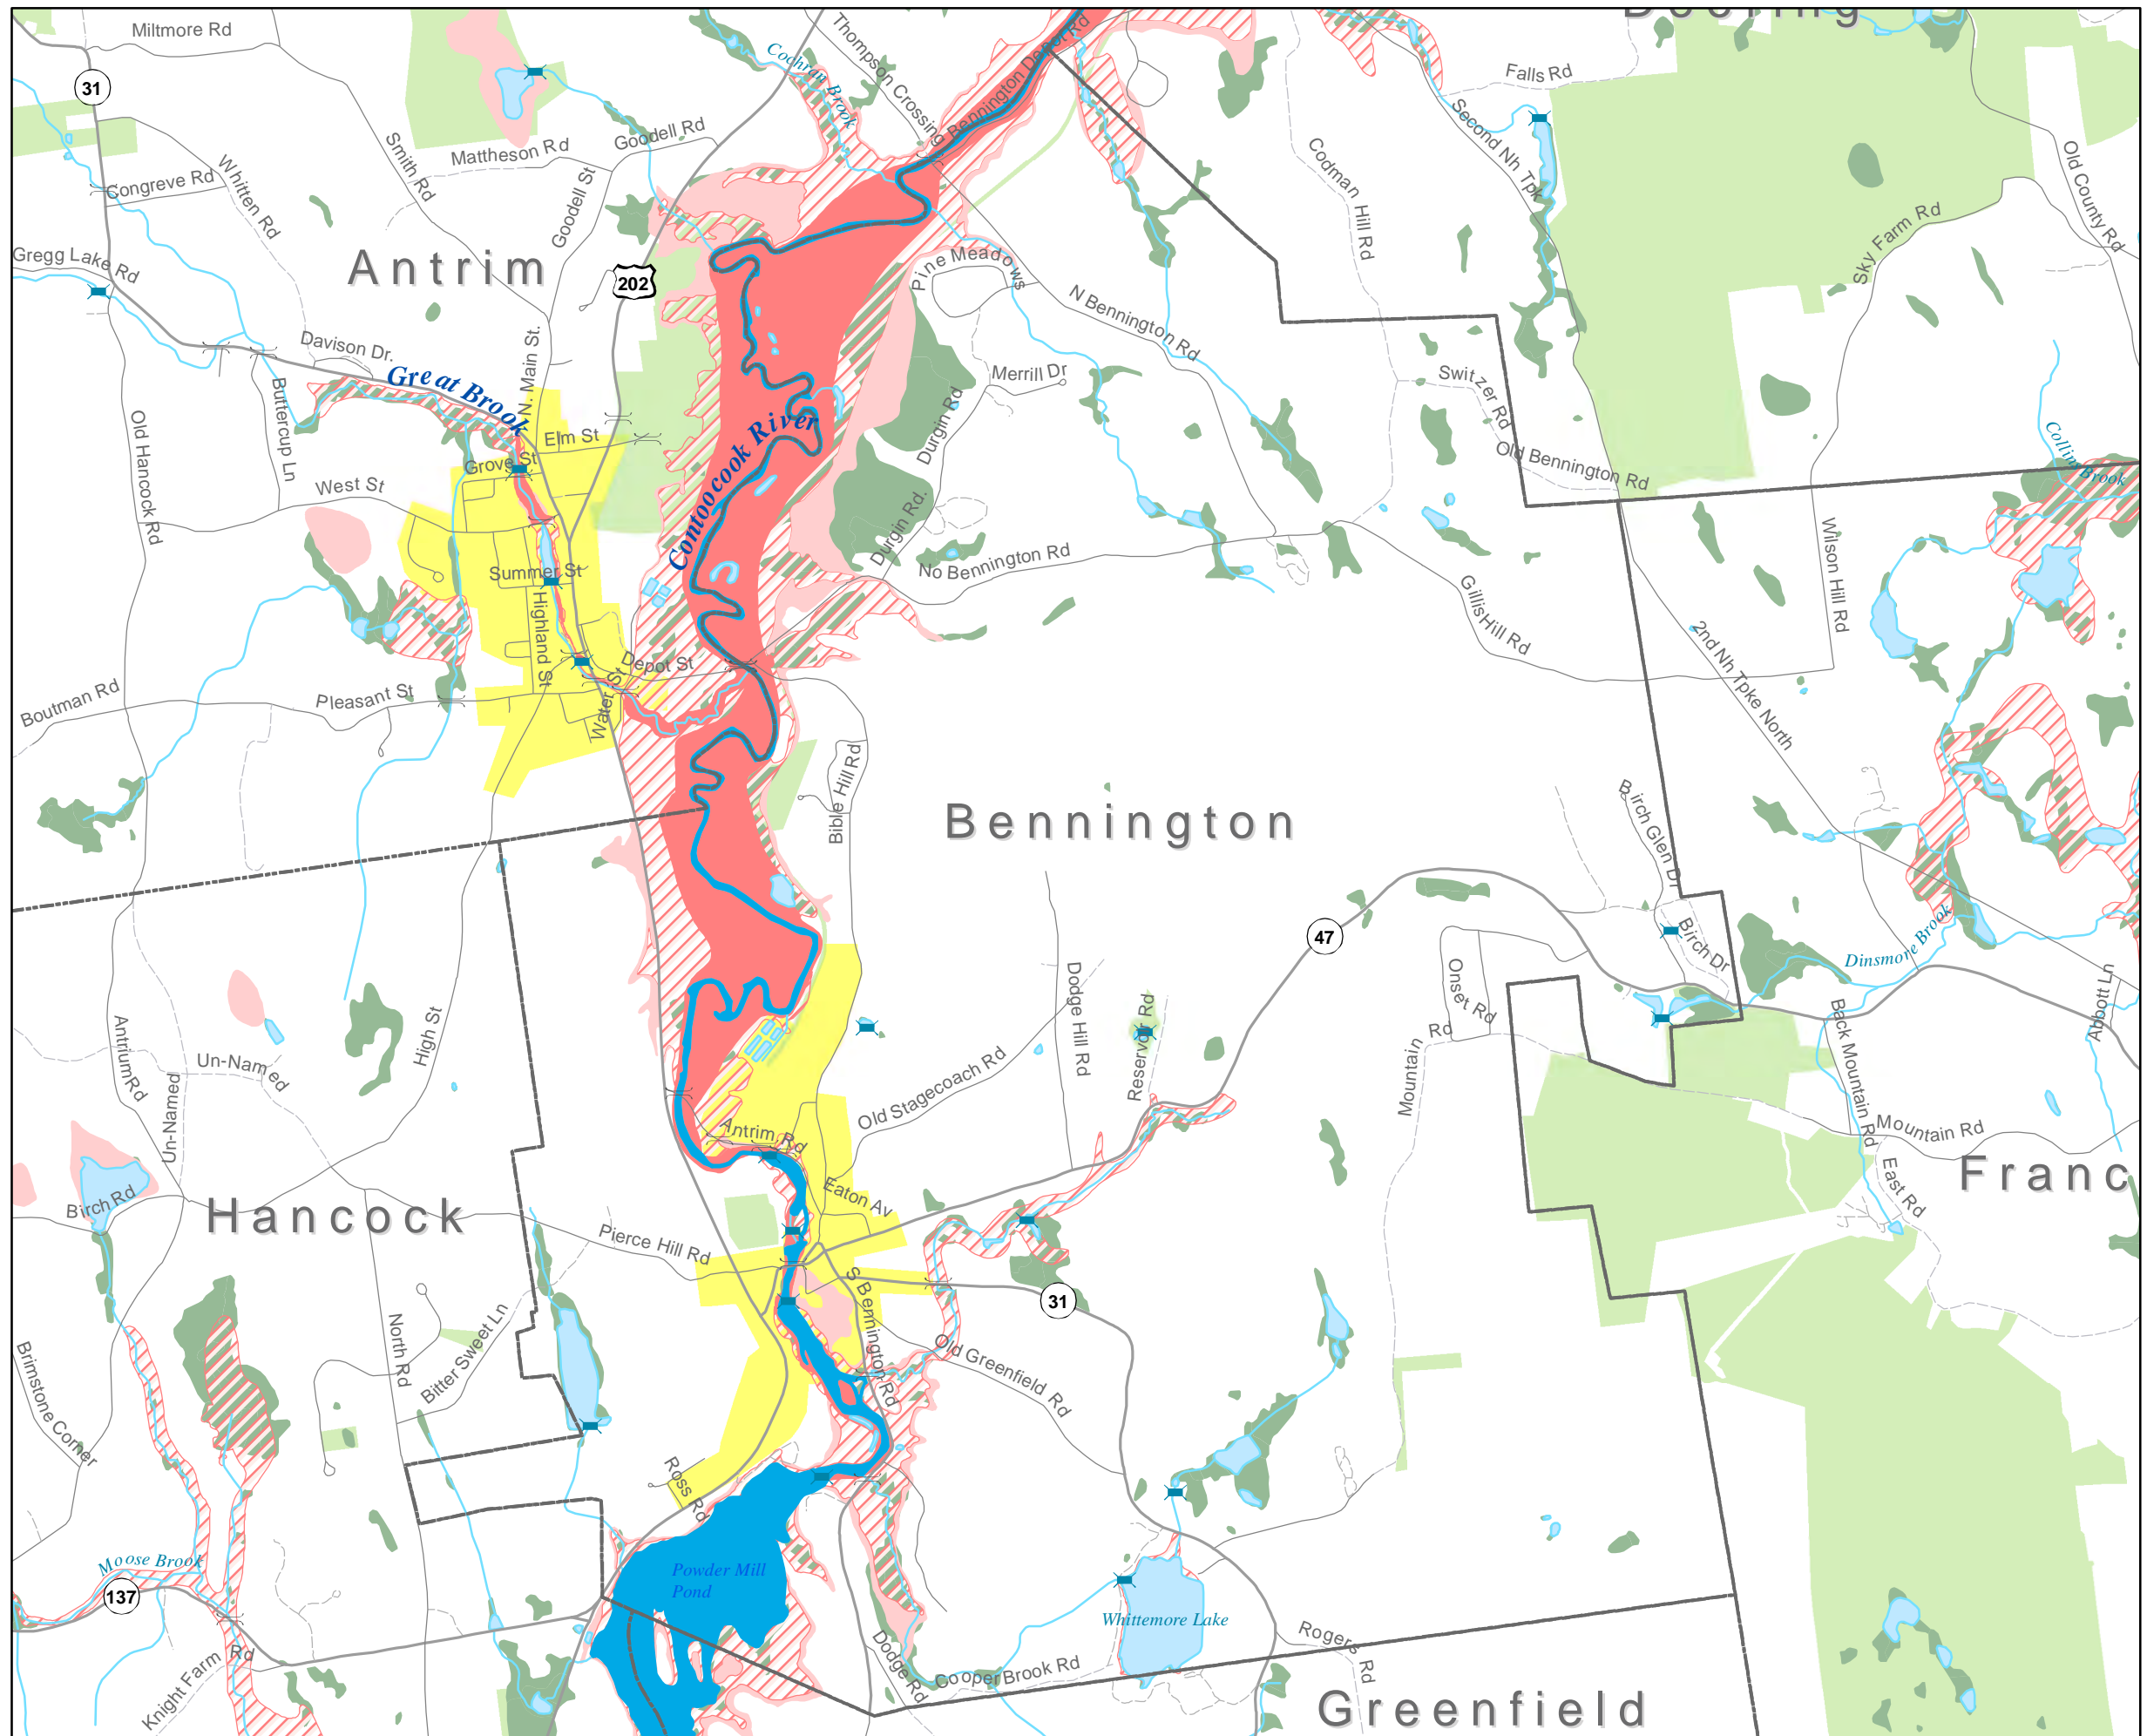 Deering
Miltmore Rd
31
Cochran Brook
Thompson Crossing
Bennington Depot Rd
Falls Rd
Second Nh Tpk
Smith Rd
Mattheson Rd
Goodell Rd
Goodell St
Whitten Rd
Congreve Rd
Codman Hill Rd
Old County Rd
Sky Farm Rd
Gregg Lake Rd
Antrim
202
Pine Meadows
N Bennington Rd
Davison Dr.
Great Brook
N. Main St.
Merrill Dr
Switzer Rd
Buttercup Ln
Old Hancock Rd
Elm St
Grove St
West St
Contoocook River
Durgin Rd
Old Bennington Rd
Collins Brook
Durgin Rd.
No Bennington Rd
Summer St
Highland St
Gillis Hill Rd
Wilson Hill Rd
2nd Nh Tpke North
Depot St
Water St
Pleasant St
Boutman Rd
Bible Hill Rd
Bennington
Birch Glen Dr
Birch Dr
47
Dinsmore Brook
Onset Rd
Dodge Hill Rd
Reservor Rd
Mountain Rd
Back Mountain Rd
Abbott Ln
Antrium Rd
Un-Named
Un-Named
High St
Old Stagecoach Rd
Antrim Rd
Mountain Rd
East Rd
Franc
Birch Rd
Hancock
Pierce Hill Rd
Eaton Av
S Bennington Rd
31
Old Greenfield Rd
Brimstone Corner
North Rd
Bitter Sweet Ln
Ross Rd
Moose Brook
137
Powder Mill
Pond
Whittemore Lake
Knight Farm Rd
Dodge Rd
Cooper Brook Rd
Rogers Rd
Greenfield